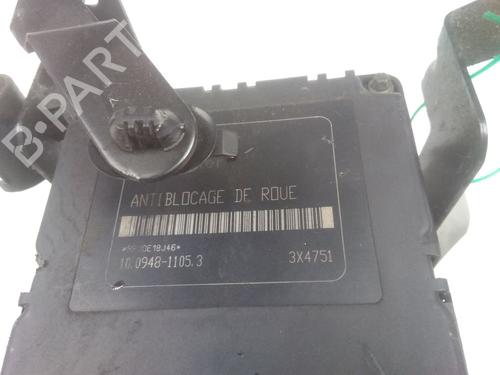 B-PART
ANTIBLOCAGE DE ROUE
10.0948-1105.3 3X4751